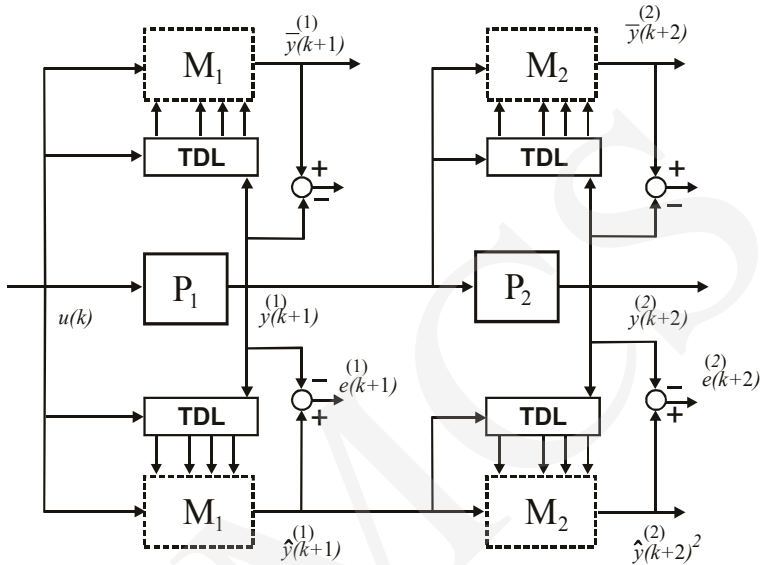 y̅(k+1)^(1)
y̅(k+2)^(2)
M₁
M₂
TDL
TDL
+
−
+
−
P₁
P₂
u(k)
y(k+1)^(1)
y(k+2)^(2)
−
e(k+1)^(1)
+
−
e(k+2)^(2)
+
TDL
TDL
M₁
M₂
ŷ(k+1)^(1)
ŷ(k+2)^(2) ²
MCS